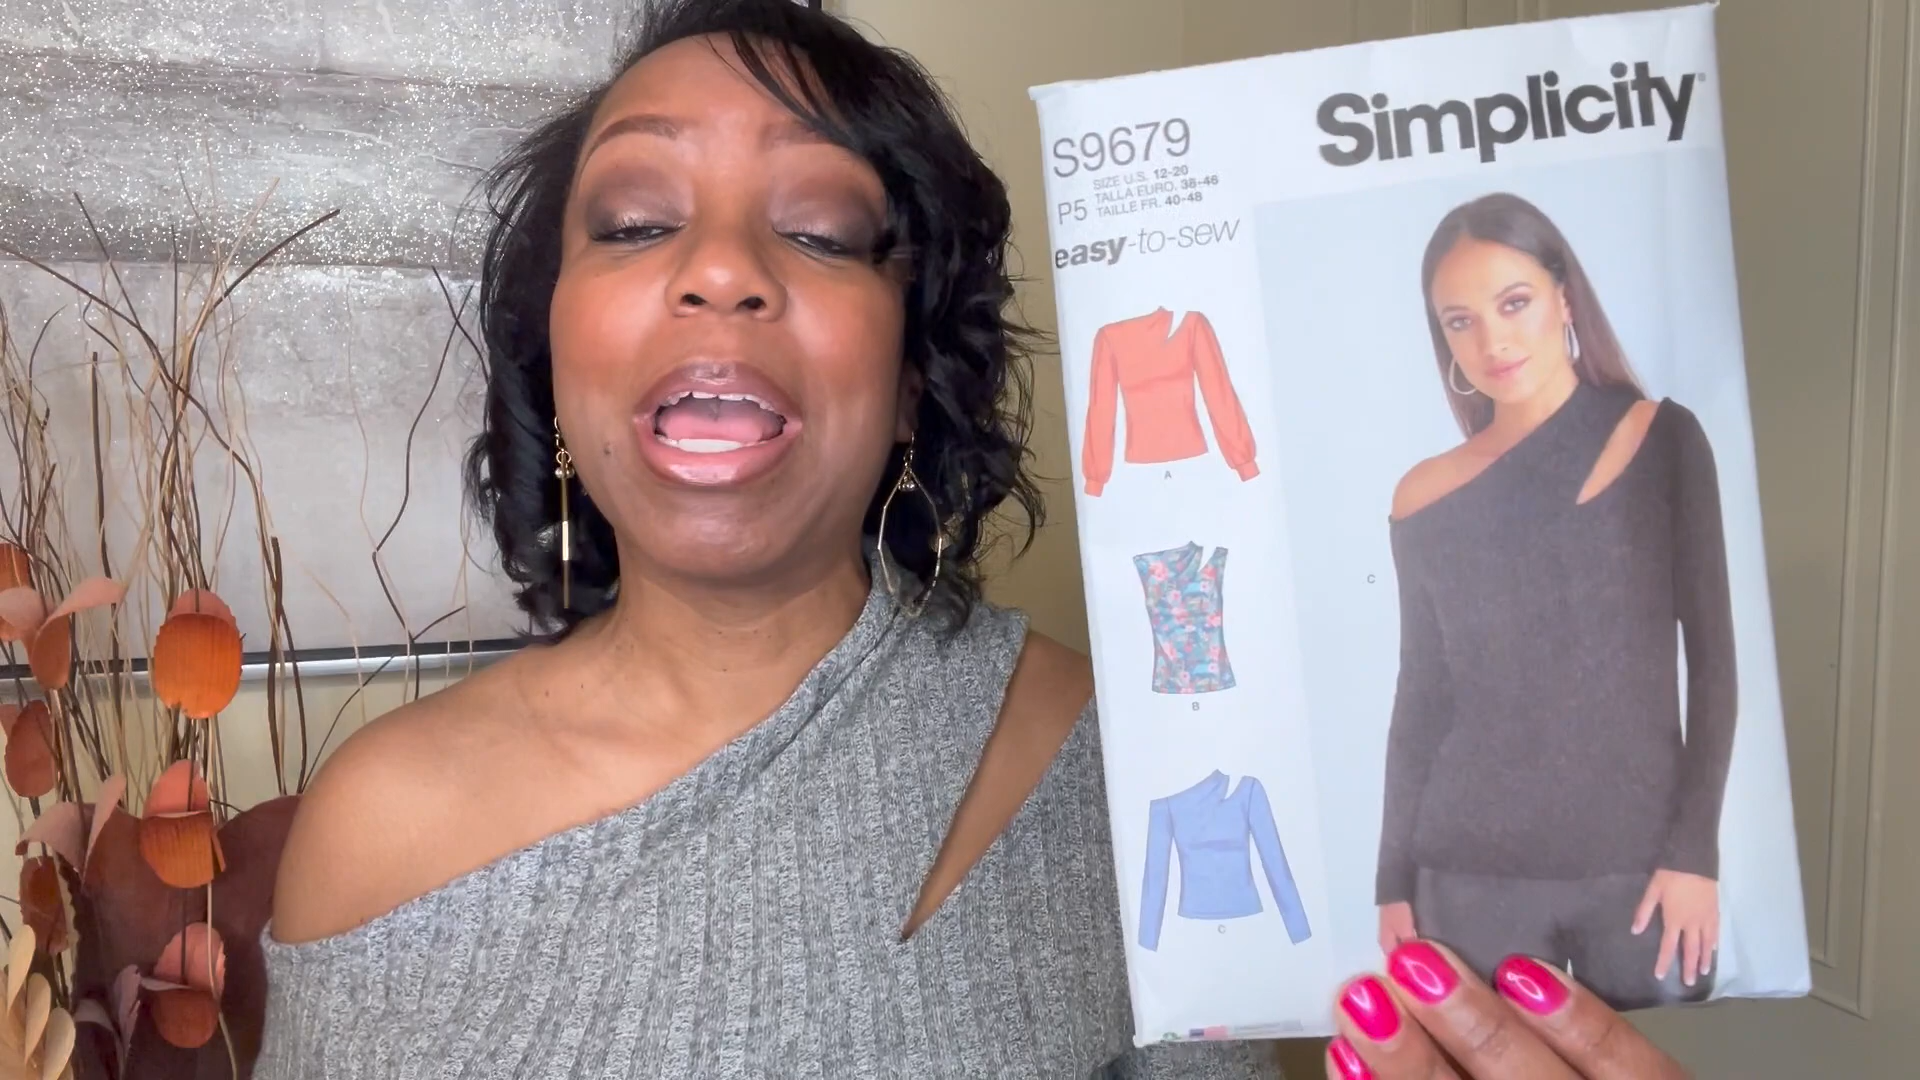 Simplicity
S9679
SIZE U.S. 12-20
P5 TALLA EURO. 38-46
TAILLE FR. 40-48
easy-to-sew
A
B
C
C